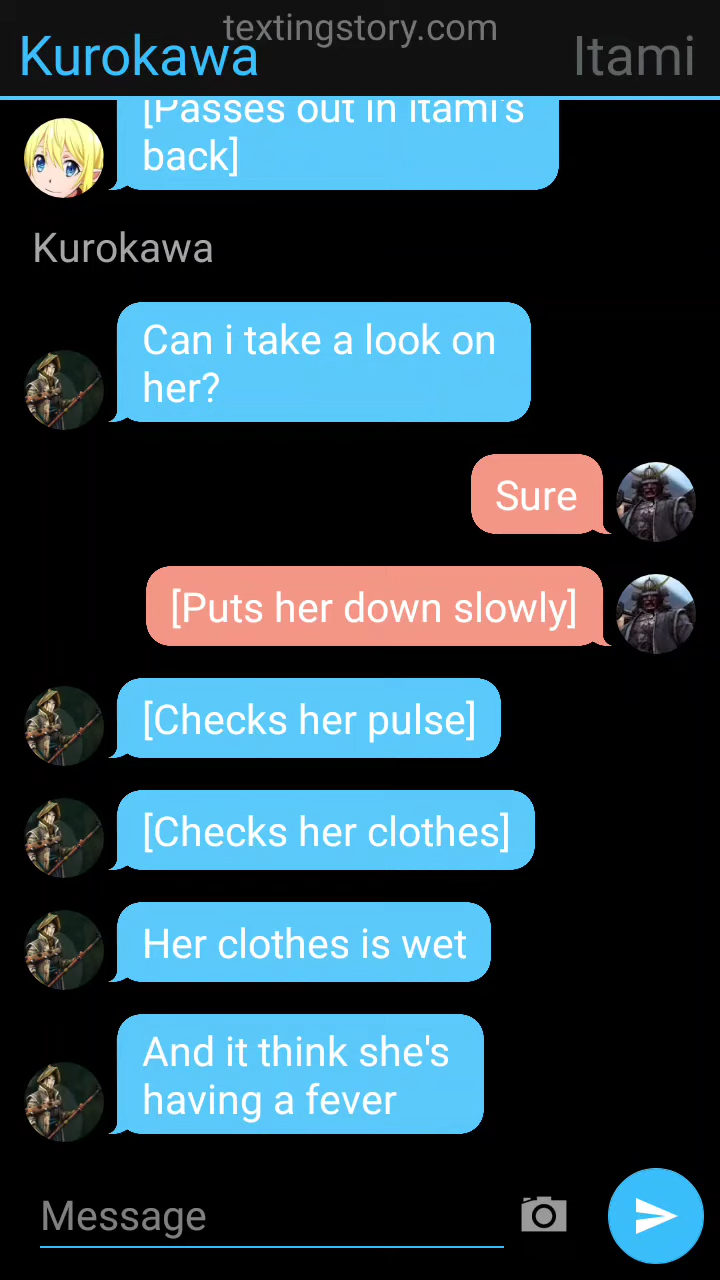 textingstory.com
Kurokawa
Itami
[Passes out in Itami's
back]
Kurokawa
Can i take a look on
her?
Sure
[Puts her down slowly]
[Checks her pulse]
[Checks her clothes]
Her clothes is wet
And it think she's
having a fever
Message